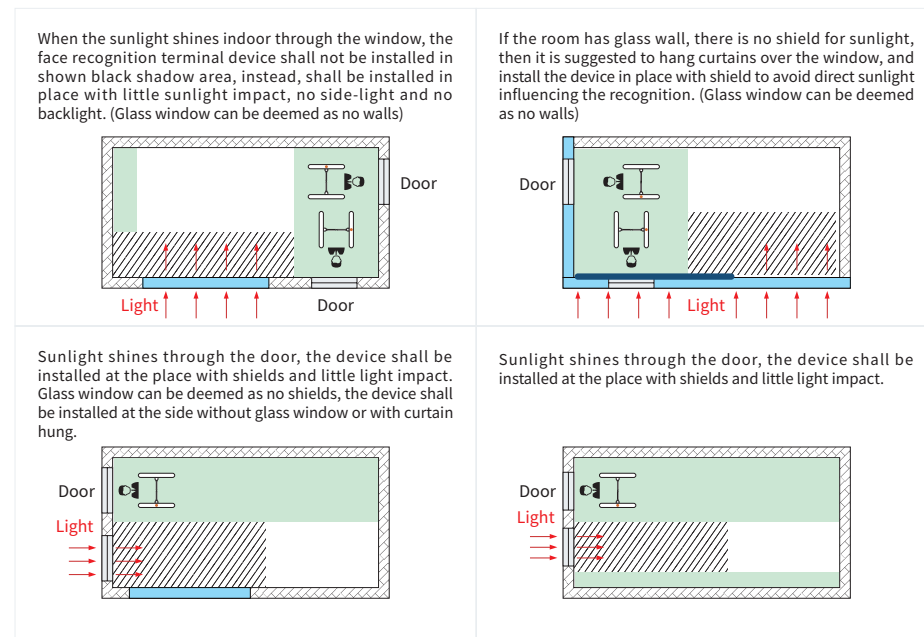 When the sunlight shines indoor through the window, the
face recognition terminal device shall not be installed in
shown black shadow area, instead, shall be installed in
place with little sunlight impact, no side-light and no
backlight. (Glass window can be deemed as no walls)
Door
Light
Door
If the room has glass wall, there is no shield for sunlight,
then it is suggested to hang curtains over the window, and
install the device in place with shield to avoid direct sunlight
influencing the recognition. (Glass window can be deemed
as no walls)
Door
Light
Sunlight shines through the door, the device shall be
installed at the place with shields and little light impact.
Glass window can be deemed as no shields, the device shall
be installed at the side without glass window or with curtain
hung.
Door
Light
Sunlight shines through the door, the device shall be
installed at the place with shields and little light impact.
Door
Light